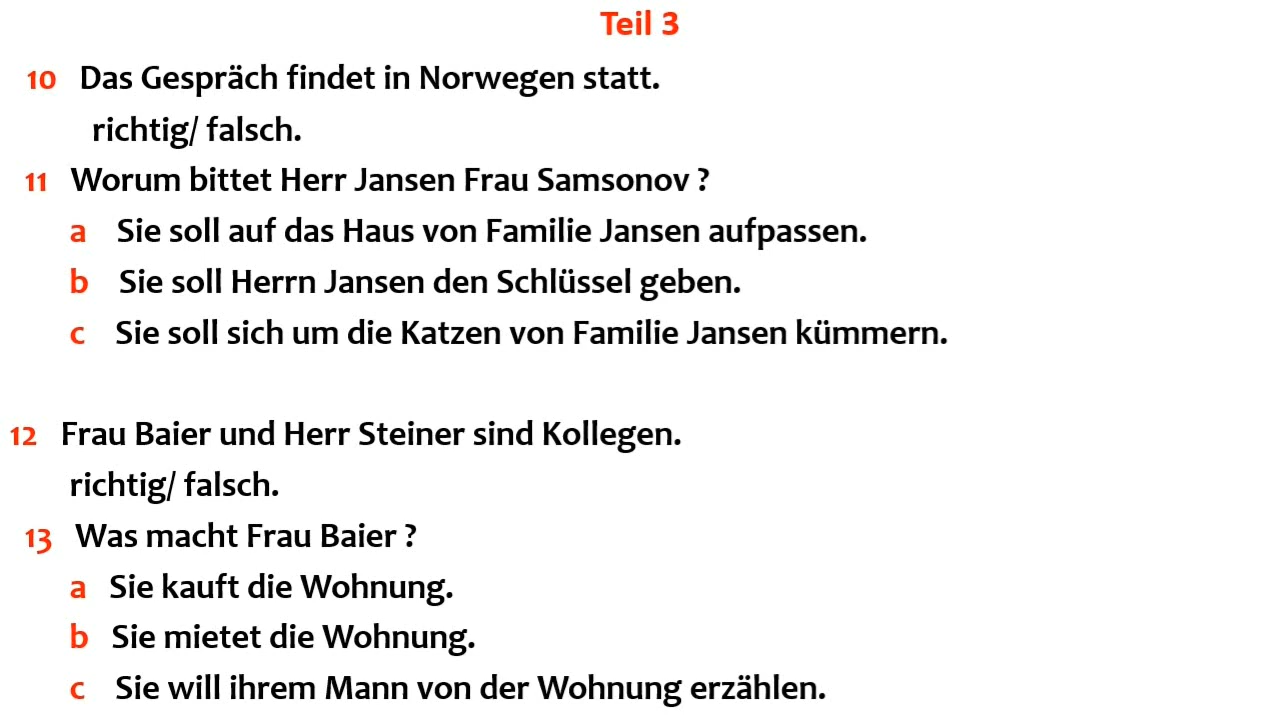 Teil 3
10 Das Gespräch findet in Norwegen statt.
richtig/ falsch.
11 Worum bittet Herr Jansen Frau Samsonov ?
a Sie soll auf das Haus von Familie Jansen aufpassen.
b Sie soll Herrn Jansen den Schlüssel geben.
c Sie soll sich um die Katzen von Familie Jansen kümmern.
12 Frau Baier und Herr Steiner sind Kollegen.
richtig/ falsch.
13 Was macht Frau Baier ?
a Sie kauft die Wohnung.
b Sie mietet die Wohnung.
c Sie will ihrem Mann von der Wohnung erzählen.